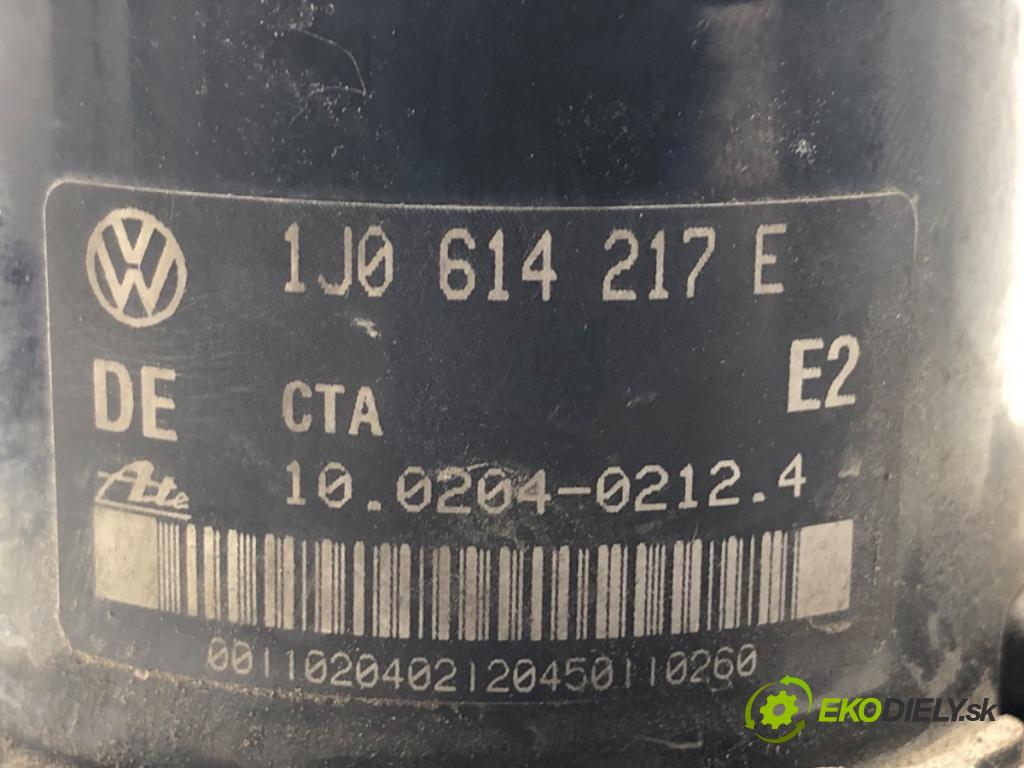 1J0 614 217 E
DE CTA E2
Ate 10.0204-0212.4
00110204021204501 10260
EKODIELY.sk